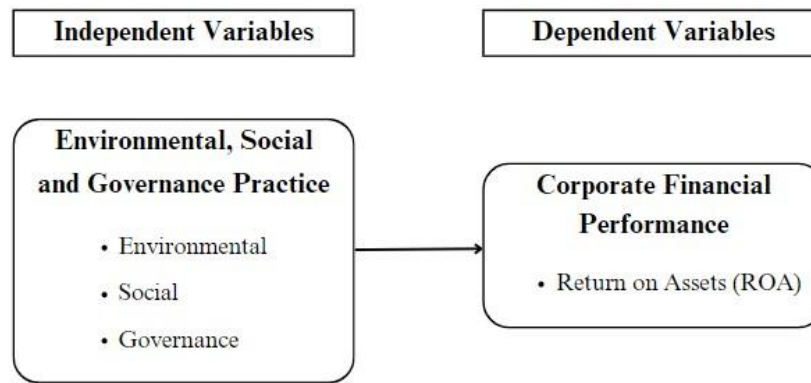 Independent Variables
Dependent Variables
Environmental, Social
and Governance Practice
• Environmental
• Social
• Governance
Corporate Financial
Performance
• Return on Assets (ROA)